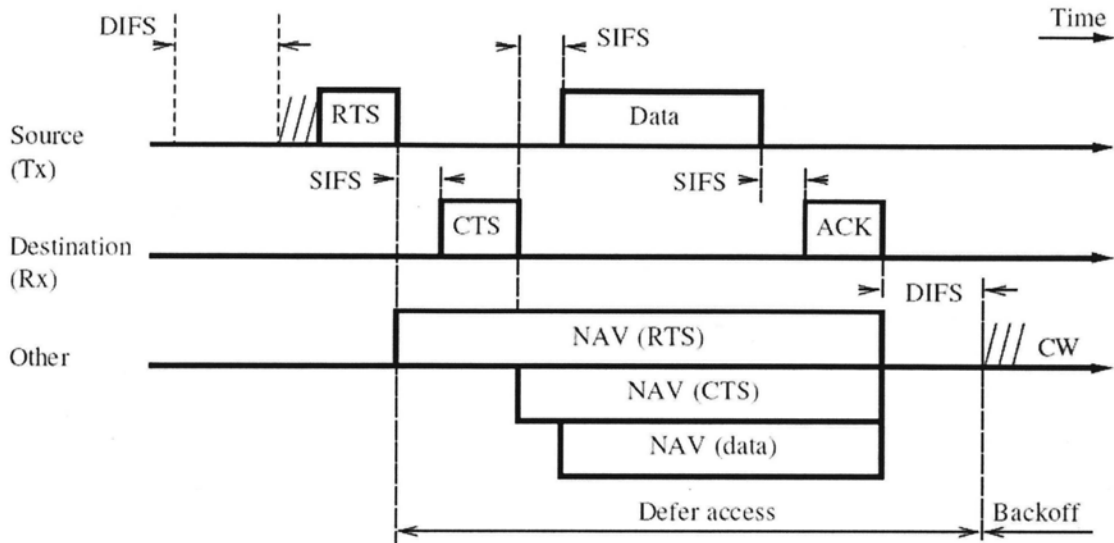 DIFS
SIFS
Time
RTS
Data
Source
(Tx)
SIFS
SIFS
CTS
ACK
Destination
(Rx)
DIFS
NAV (RTS)
Other
CW
NAV (CTS)
NAV (data)
Defer access
Backoff